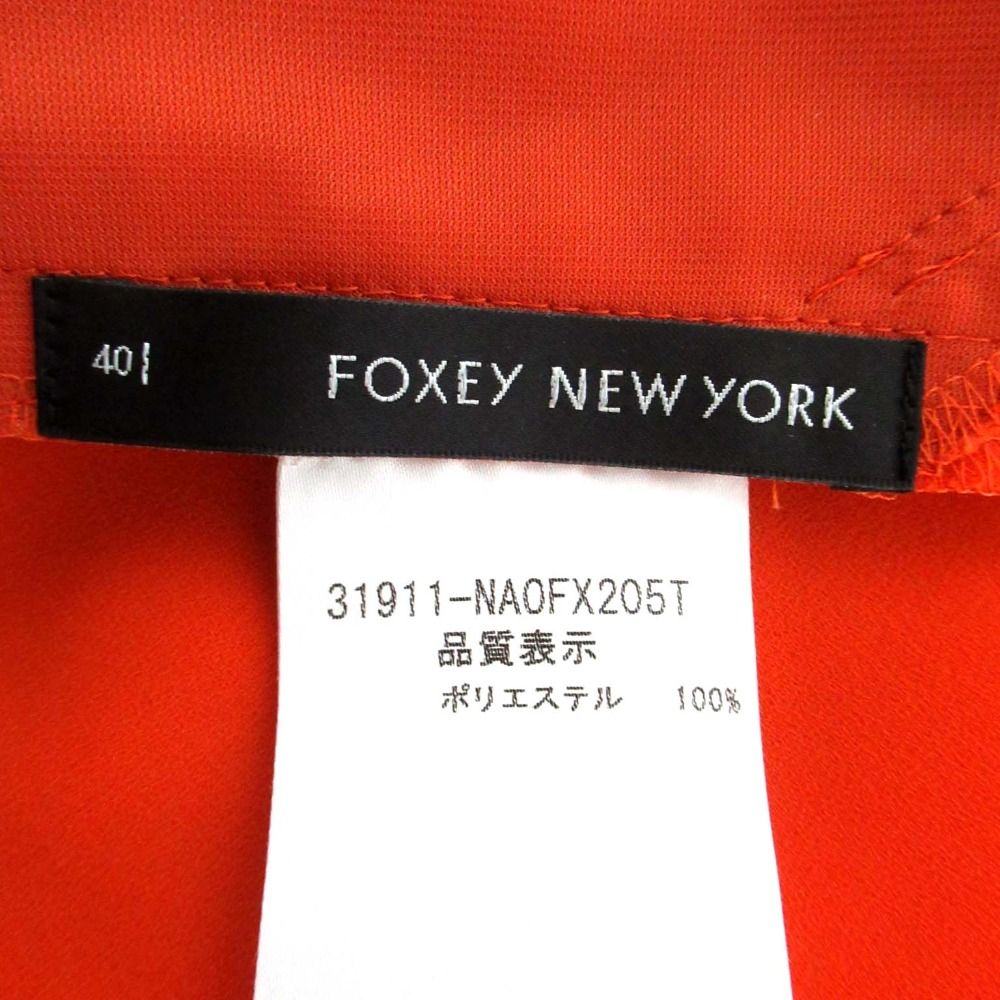 40
FOXEY NEW YORK
31911-NAOFX205T
品質表示
ポリエステル 100%